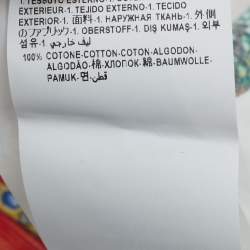 1. TESSUTO ESTERNO-1.
EXTERIEUR-1. TEJIDO EXTERNO-1. TECIDO
EXTERIOR-1. 面料-1. НАРУЖНАЯ ТКАНЬ-1. 外側
のファブリック-1. OBERSTOFF-1. DIŞ KUMAŞ-1. 외부
섬유-1. ليف خارجي
100% COTONE-COTTON-COTON-ALGODON-
ALGODÃO-棉-ХЛОПОК-綿-BAUMWOLLE-
PAMUK-면-قطن